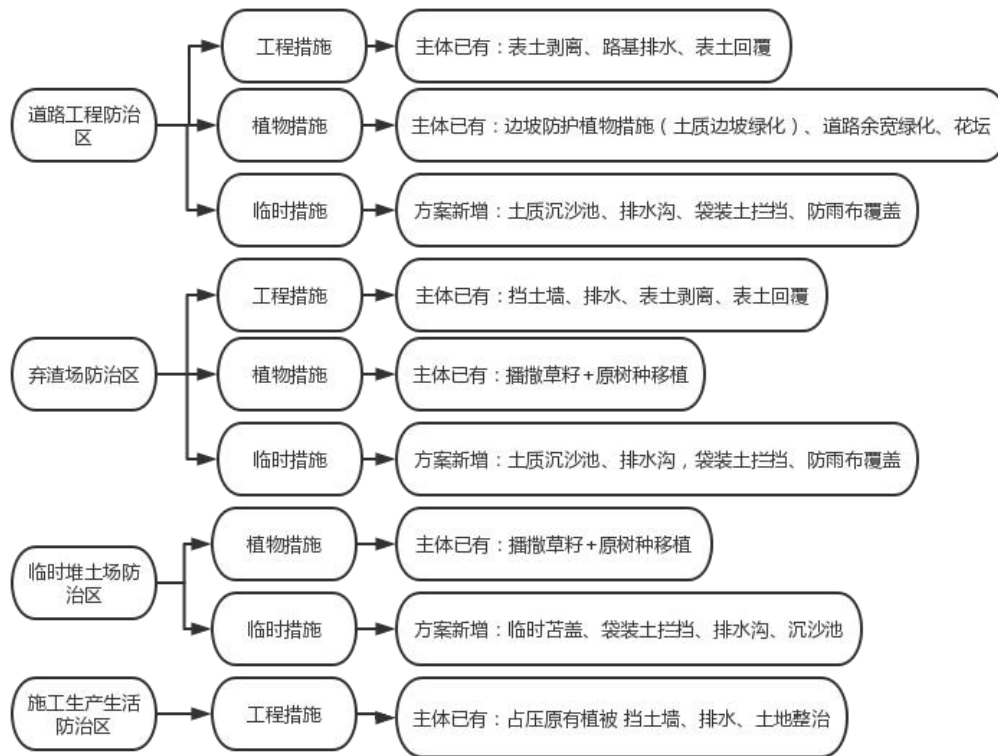 工程措施
主体已有：表土剥离、路基排水、表土回覆
道路工程防治
区
植物措施
主体已有：边坡防护植物措施（土质边坡绿化）、道路余宽绿化、花坛
临时措施
方案新增：土质沉沙池、排水沟、袋装土拦挡、防雨布覆盖
工程措施
主体已有：挡土墙、排水、表土剥离、表土回覆
弃渣场防治区
植物措施
主体已有：播撒草籽+原树种移植
临时措施
方案新增：土质沉沙池、排水沟，袋装土拦挡、防雨布覆盖
植物措施
主体已有：播撒草籽+原树种移植
临时堆土场防
治区
临时措施
方案新增：临时苫盖、袋装土拦挡、排水沟、沉沙池
施工生产生活
防治区
工程措施
主体已有：占压原有植被 挡土墙、排水、土地整治